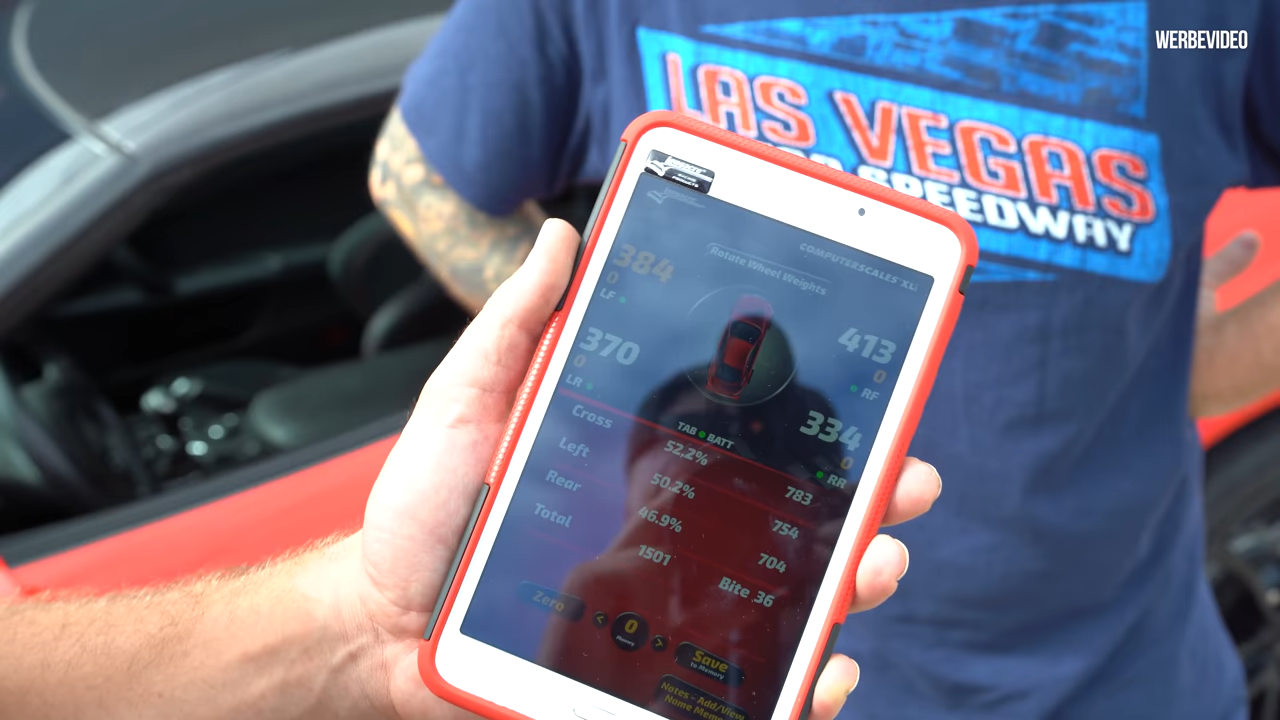 WERBEVIDEO
LAS VEGAS
SPEEDWAY
COMPUTERSCALES XLi
Rotate Wheel Weights
384
0
LF
413
0
RF
370
0
LR
334
0
RR
TAB BATT
Cross 52,2% 783
Left 50.2% 754
Rear 46.9% 704
Total 1501
Bite 36
Zero
< 0 >
Memory
Save
to Memory
Notes - Add/View